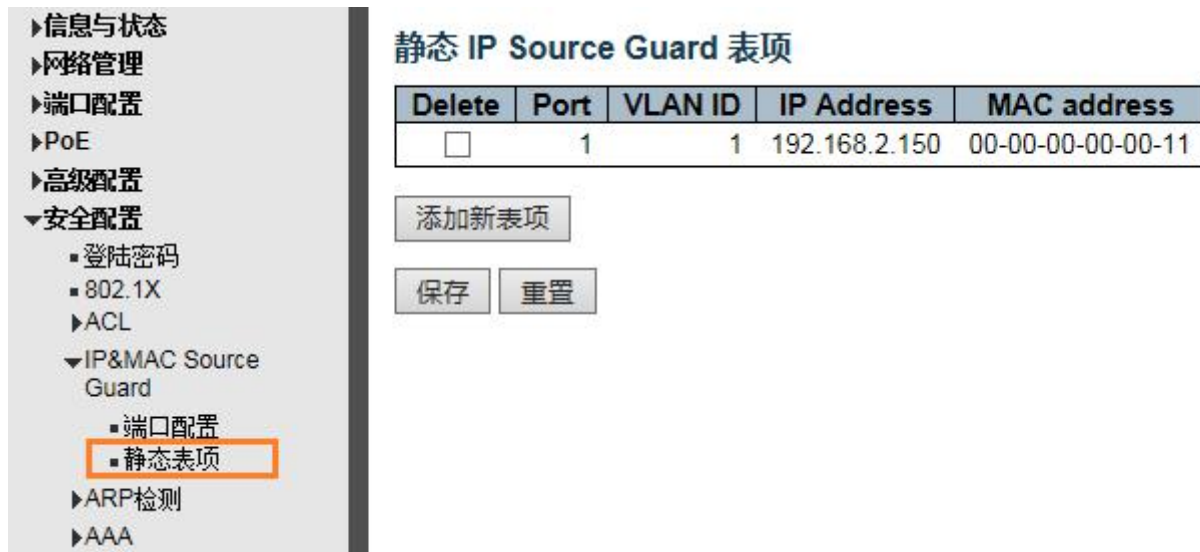 信息与状态
网络管理
端口配置
PoE
高级配置
安全配置
登陆密码
802.1X
ACL
IP&MAC Source
Guard
端口配置
静态表项
ARP检测
AAA
静态 IP Source Guard 表项
Delete Port VLAN ID IP Address MAC address
1 1 192.168.2.150 00-00-00-00-00-11
添加新表项
保存 重置